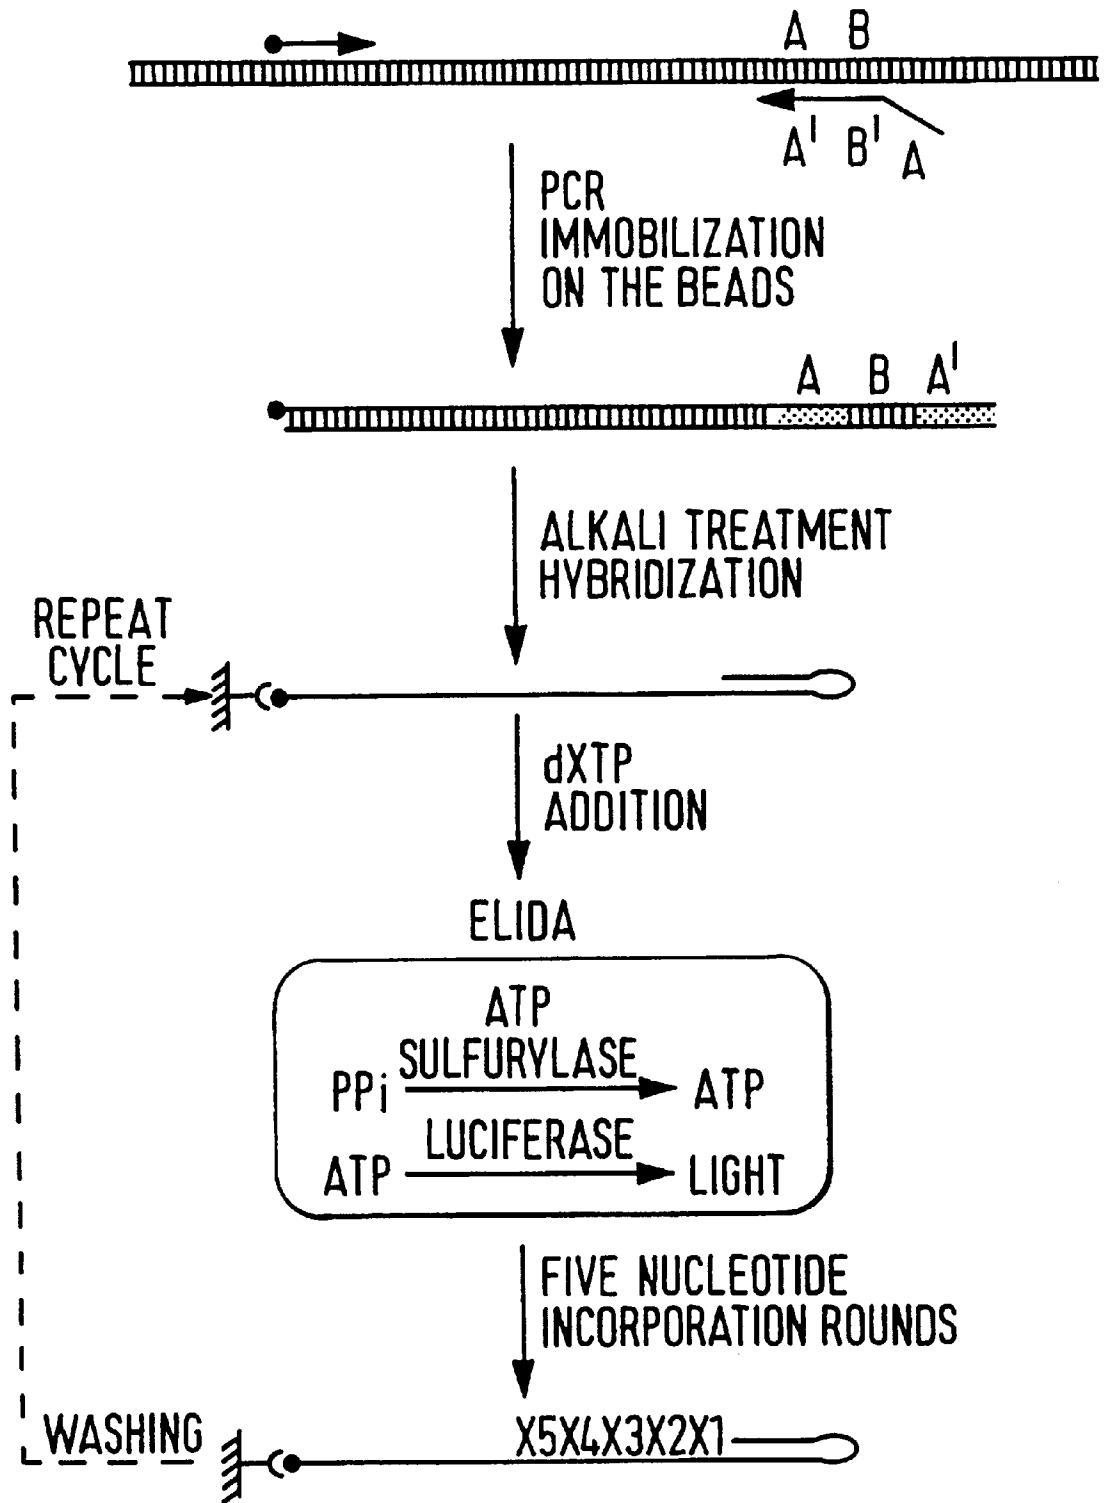 A B
A' B' A
PCR
IMMOBILIZATION
ON THE BEADS
A B A'
ALKALI TREATMENT
HYBRIDIZATION
REPEAT
CYCLE
dXTP
ADDITION
ELIDA
ATP
SULFURYLASE
PPi ATP
LUCIFERASE
ATP LIGHT
FIVE NUCLEOTIDE
INCORPORATION ROUNDS
WASHING
X5X4X3X2X1